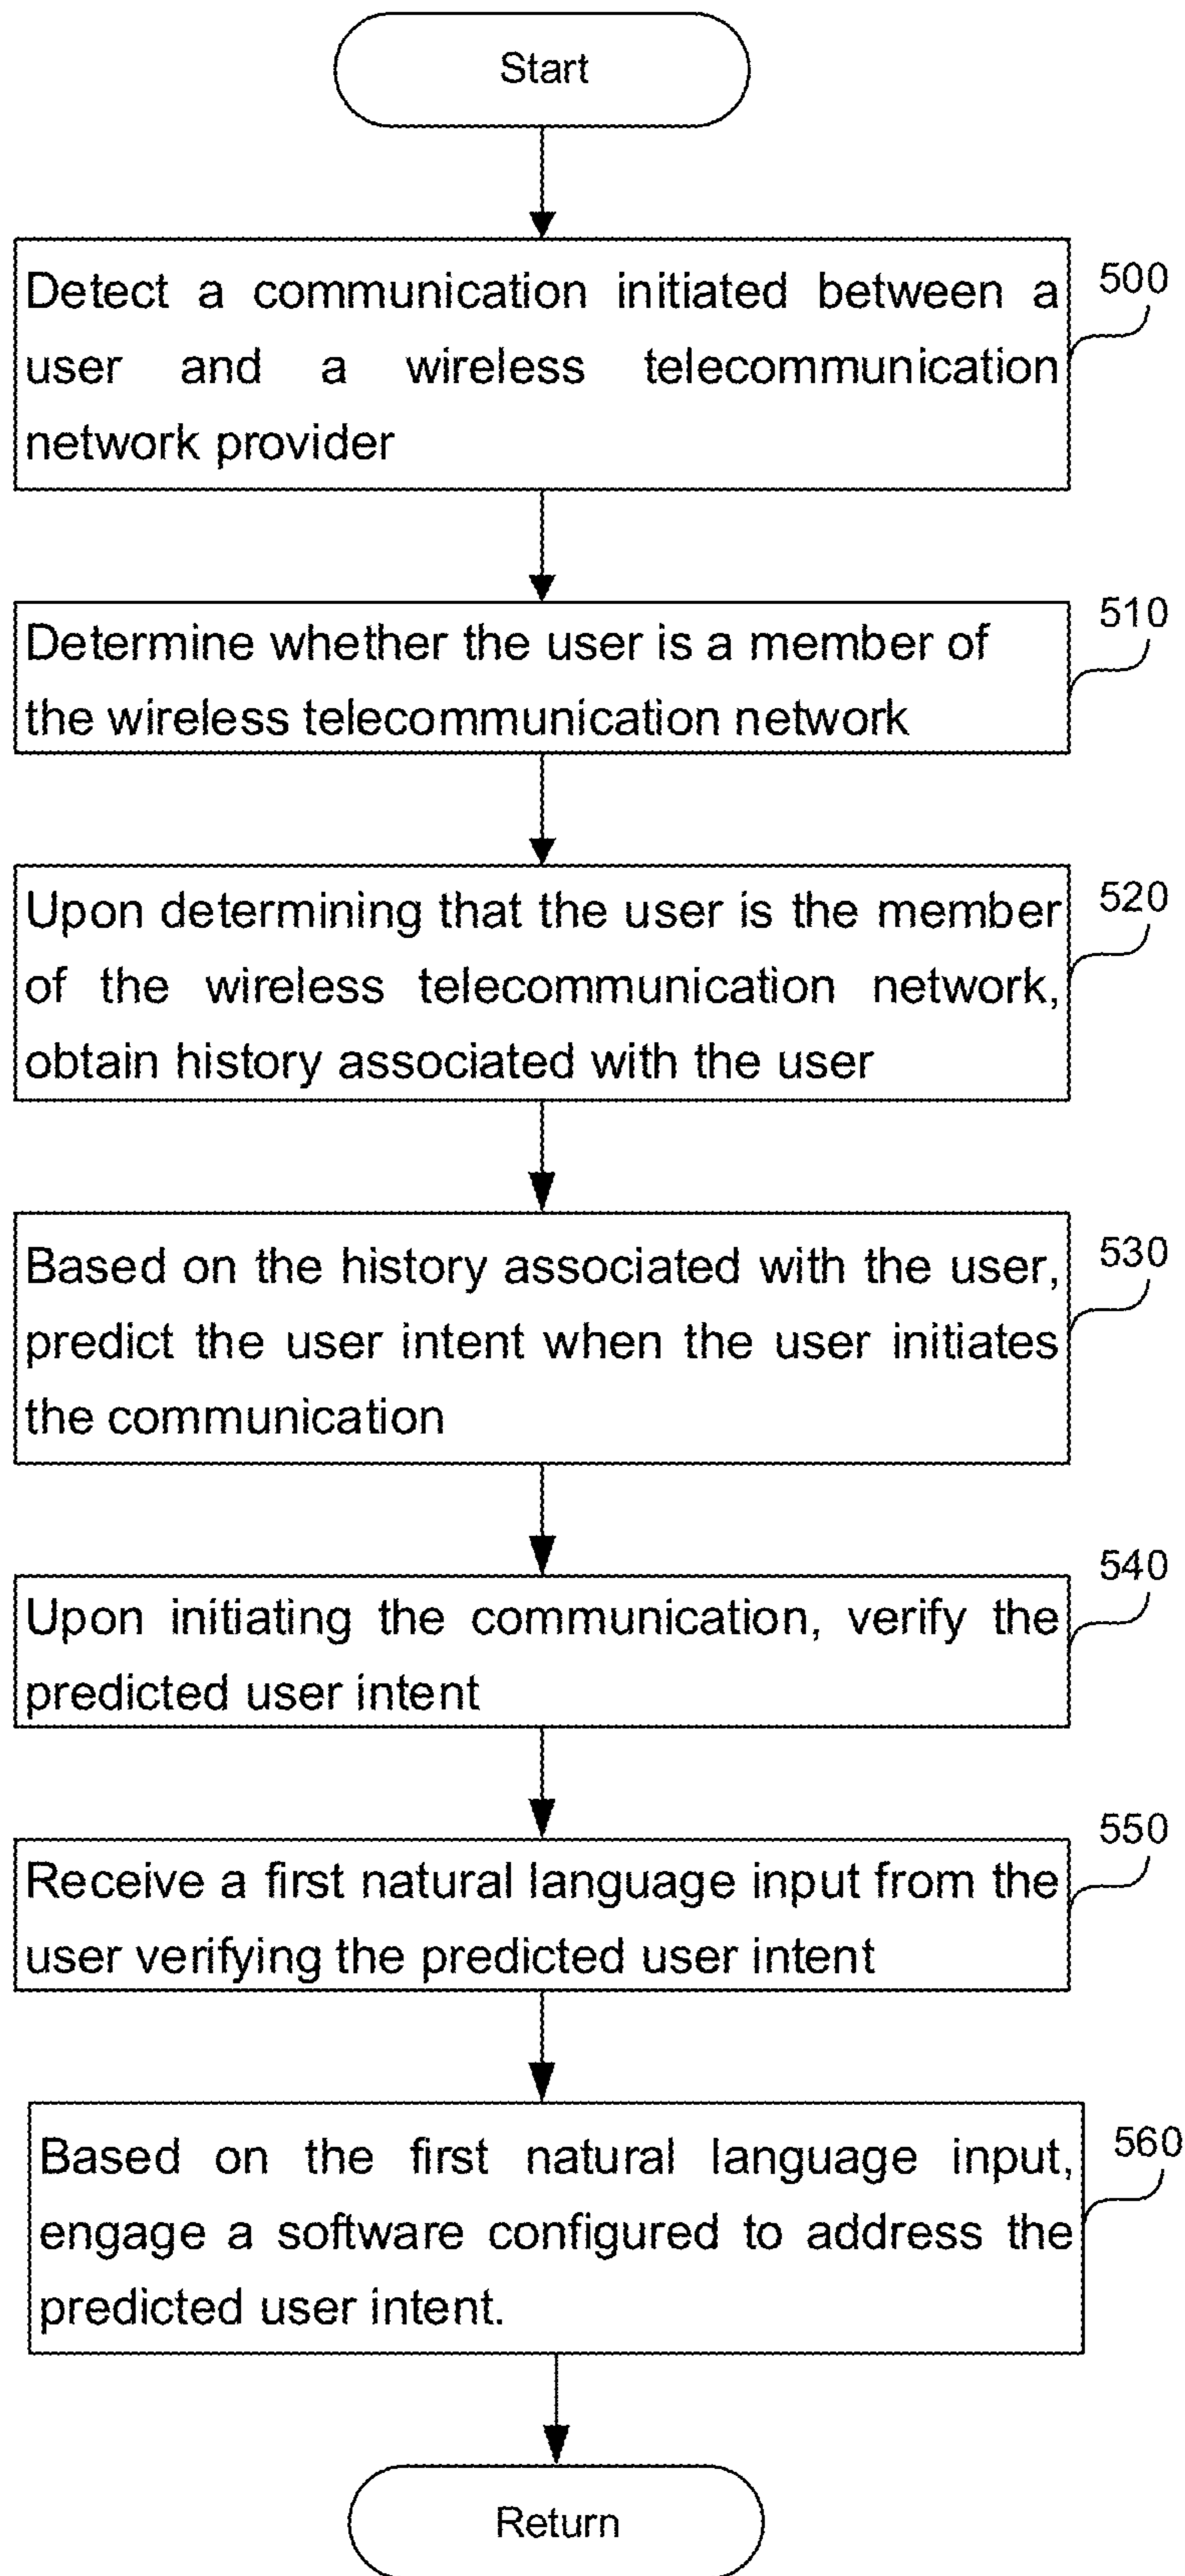 Start
Detect a communication initiated between a
500
user and a wireless telecommunication
network provider
Determine whether the user is a member of
510
the wireless telecommunication network
Upon determining that the user is the member
520
of the wireless telecommunication network,
obtain history associated with the user
Based on the history associated with the user,
530
predict the user intent when the user initiates
the communication
Upon initiating the communication, verify the
540
predicted user intent
Receive a first natural language input from the
550
user verifying the predicted user intent
Based on the first natural language input,
560
engage a software configured to address the
predicted user intent.
Return